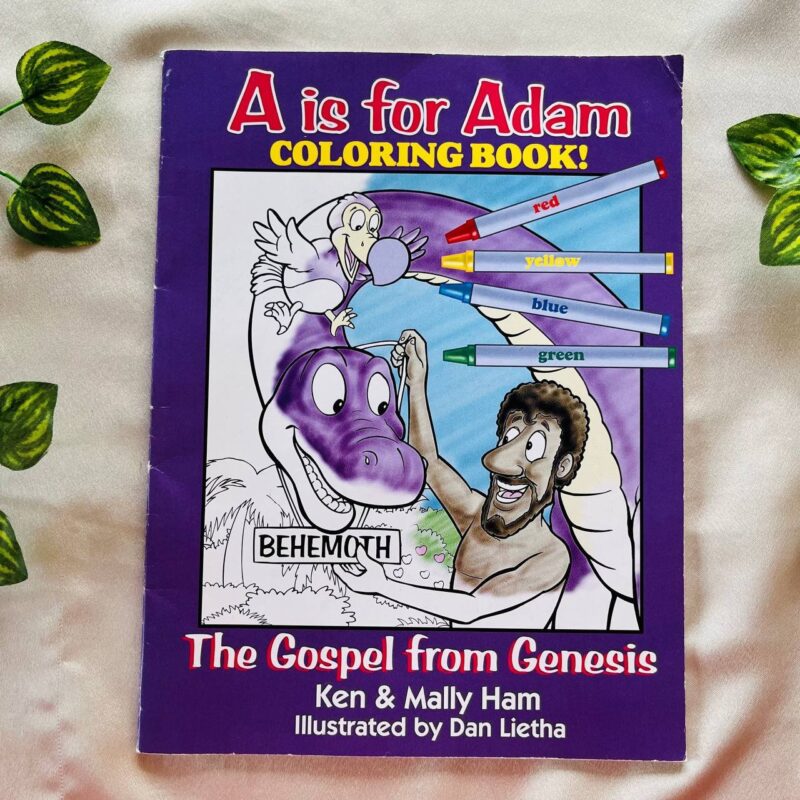 A is for Adam
COLORING BOOK!
red
yellow
blue
green
BEHEMOTH
The Gospel from Genesis
Ken & Mally Ham
Illustrated by Dan Lietha